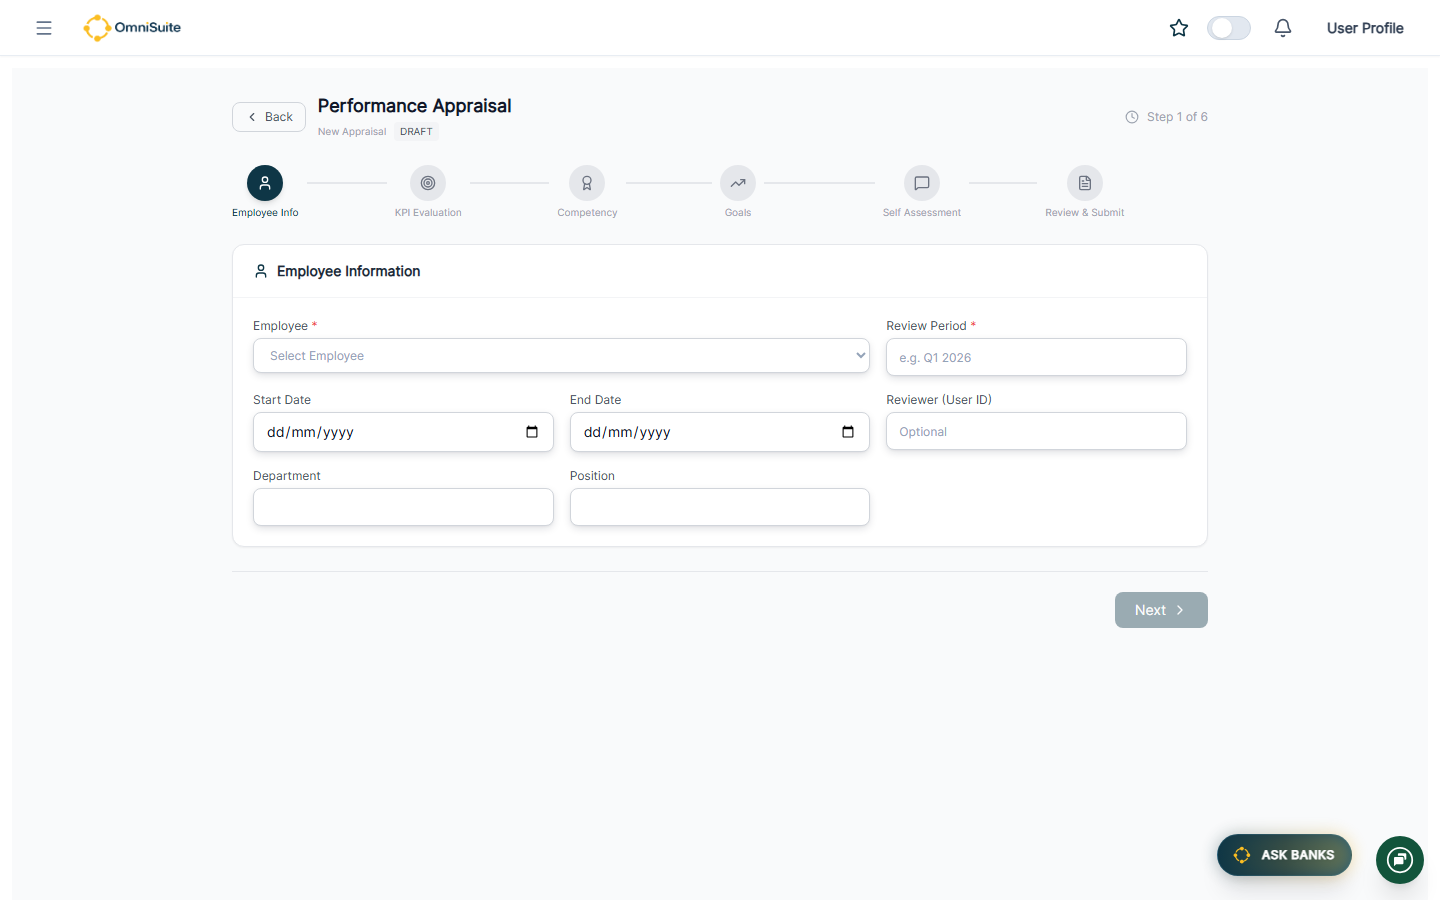 OmniSuite
User Profile
Back
Performance Appraisal
New Appraisal DRAFT
Step 1 of 6
Employee Info
KPI Evaluation
Competency
Goals
Self Assessment
Review & Submit
Employee Information
Employee *
Review Period *
Select Employee
e.g. Q1 2026
Start Date
End Date
Reviewer (User ID)
dd/mm/yyyy
dd/mm/yyyy
Optional
Department
Position
Next
ASK BANKS